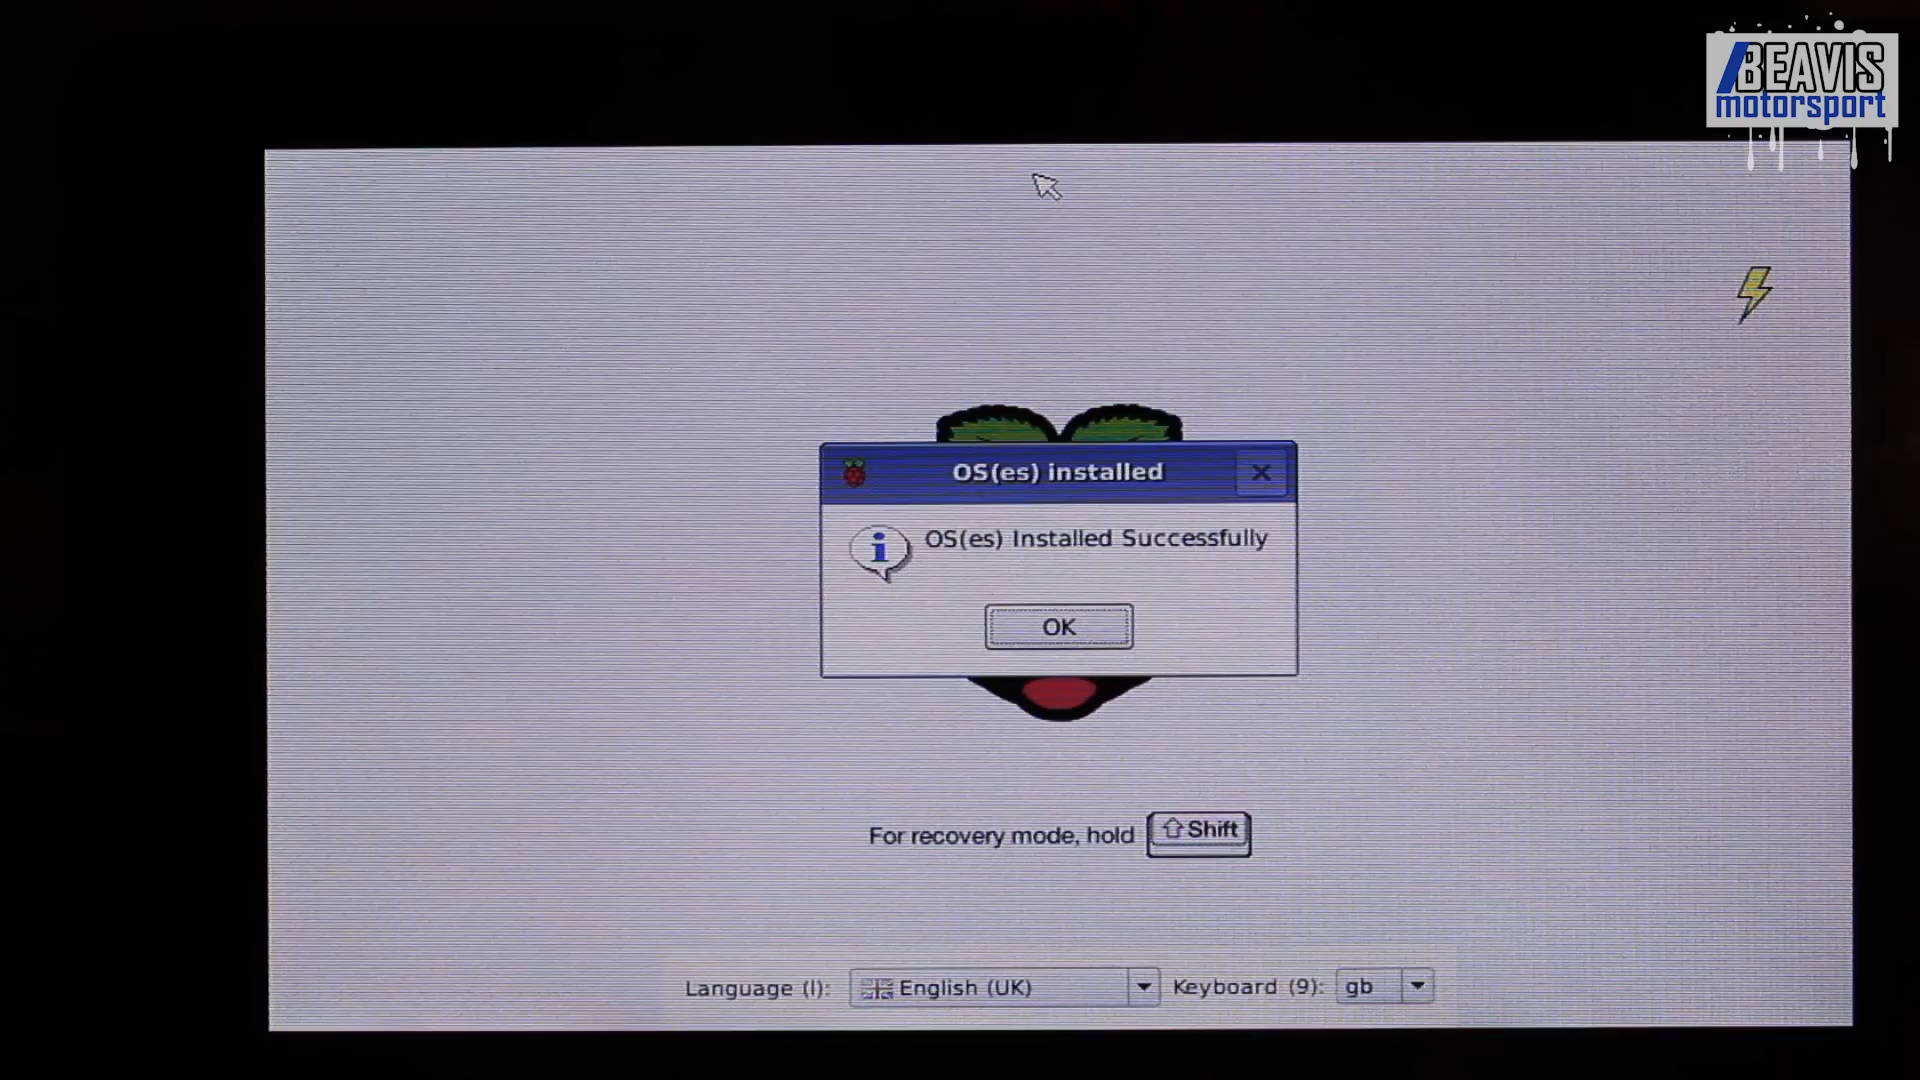 BEAVIS
motorsport
OS(es) installed
OS(es) Installed Successfully
OK
For recovery mode, hold Shift
Language (l): English (UK) Keyboard (9): gb